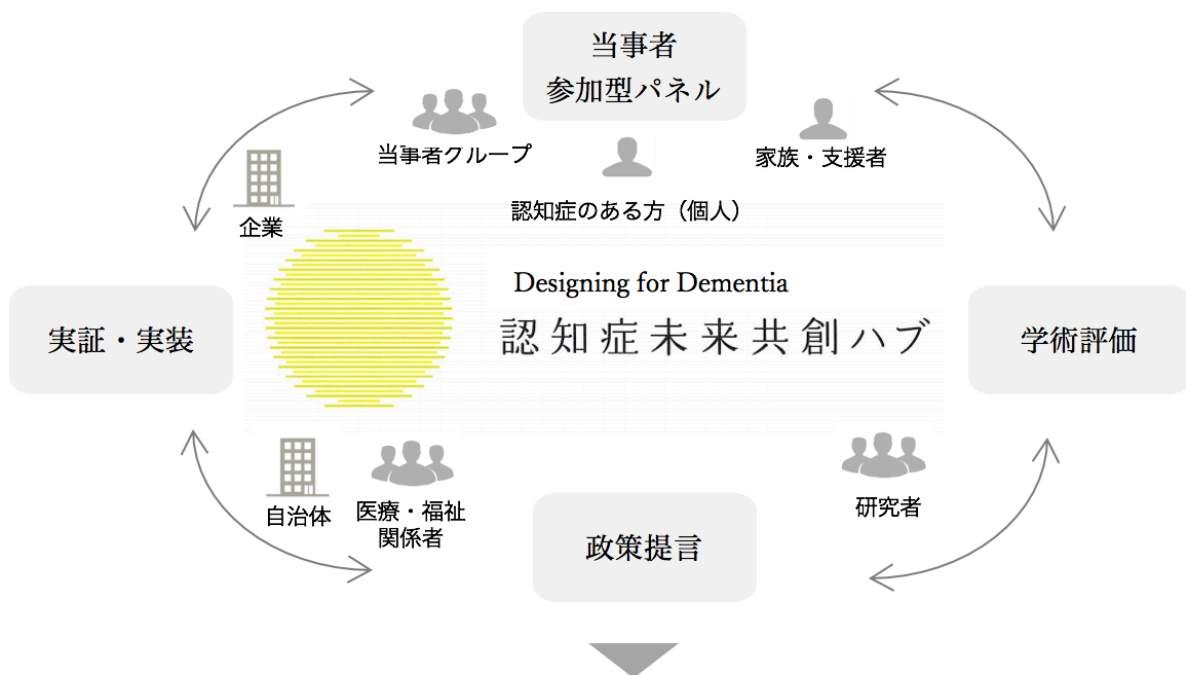 当事者
参加型パネル
当事者グループ
家族・支援者
認知症のある方（個人）
企業
Designing for Dementia
認知症未来共創ハブ
実証・実装
学術評価
自治体
医療・福祉
関係者
研究者
政策提言